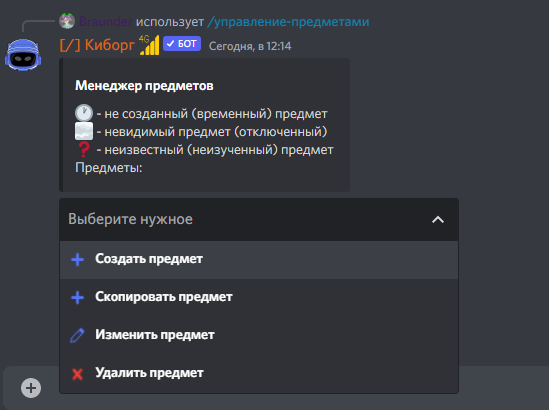 Braunder использует /управление-предметами
[/] Киборг 4G БОТ Сегодня, в 12:14
Менеджер предметов
- не созданный (временный) предмет
- невидимый предмет (отключенный)
- неизвестный (неизученный) предмет
Предметы:
Выберите нужное
Создать предмет
Скопировать предмет
Изменить предмет
Удалить предмет